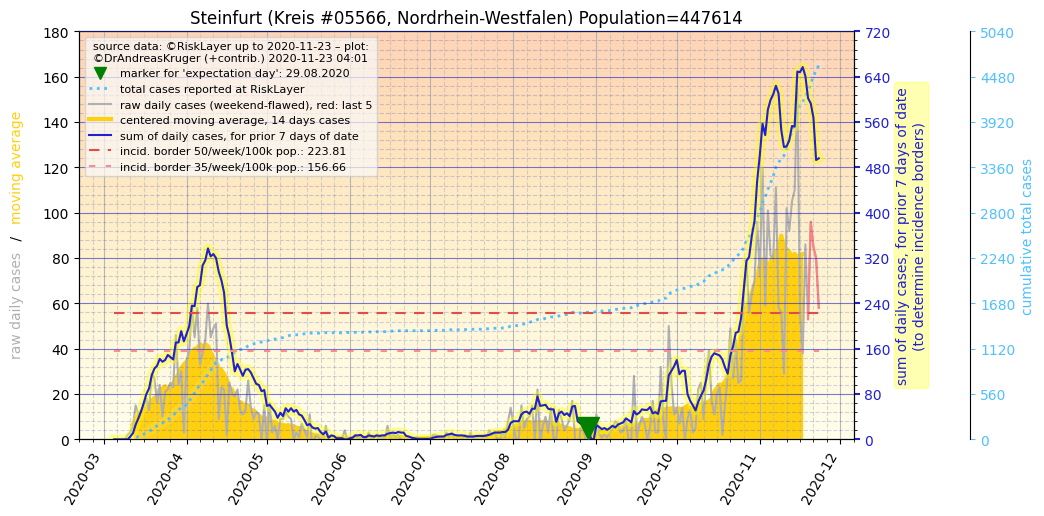 Steinfurt (Kreis #05566, Nordrhein-Westfalen) Population=447614
source data: ©RiskLayer up to 2020-11-23 – plot:
©DrAndreasKruger (+contrib.) 2020-11-23 04:01
marker for 'expectation day': 29.08.2020
total cases reported at RiskLayer
raw daily cases (weekend-flawed), red: last 5
centered moving average, 14 days cases
sum of daily cases, for prior 7 days of date
incid. border 50/week/100k pop.: 223.81
incid. border 35/week/100k pop.: 156.66
raw daily cases / moving average
180
160
140
120
100
80
60
40
20
0
720
640
560
480
400
320
240
160
80
0
sum of daily cases, for prior 7 days of date
(to determine incidence borders)
5040
4480
3920
3360
2800
2240
1680
1120
560
0
cumulative total cases
2020-03
2020-04
2020-05
2020-06
2020-07
2020-08
2020-09
2020-10
2020-11
2020-12